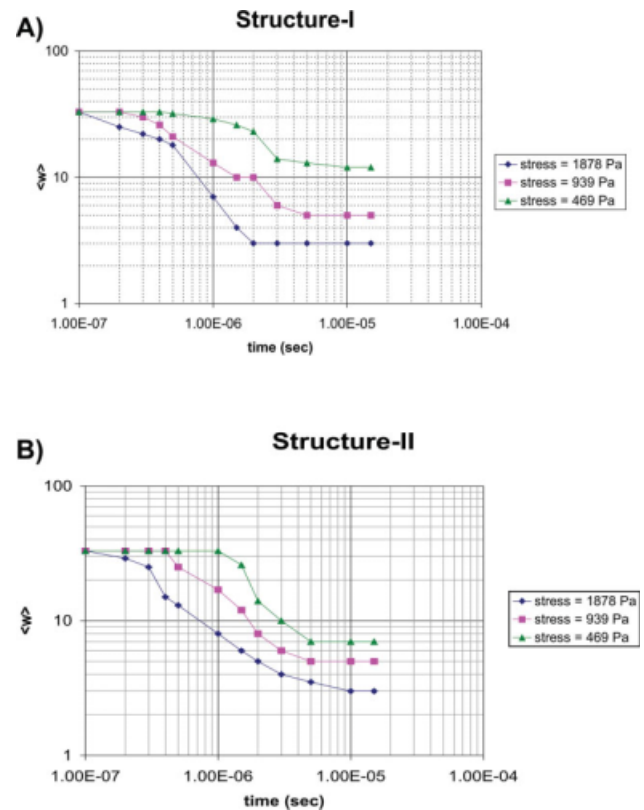 A)
Structure-I
100
10
1
<w>
1.00E-07 1.00E-06 1.00E-05 1.00E-04
time (sec)
stress = 1878 Pa
stress = 939 Pa
stress = 469 Pa
B)
Structure-II
100
10
1
<w>
1.00E-07 1.00E-06 1.00E-05 1.00E-04
time (sec)
stress = 1878 Pa
stress = 939 Pa
stress = 469 Pa